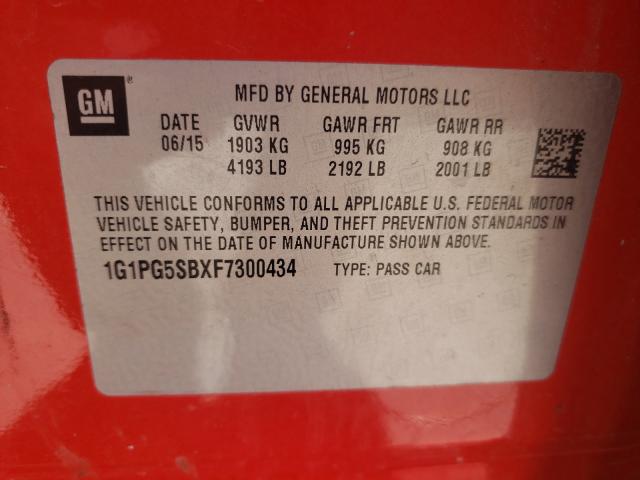 GM ®
MFD BY GENERAL MOTORS LLC
DATE GVWR GAWR FRT GAWR RR
06/15 1903 KG 995 KG 908 KG
4193 LB 2192 LB 2001 LB
THIS VEHICLE CONFORMS TO ALL APPLICABLE U.S. FEDERAL MOTOR
VEHICLE SAFETY, BUMPER, AND THEFT PREVENTION STANDARDS IN
EFFECT ON THE DATE OF MANUFACTURE SHOWN ABOVE.
1G1PG5SBXF7300434 TYPE: PASS CAR